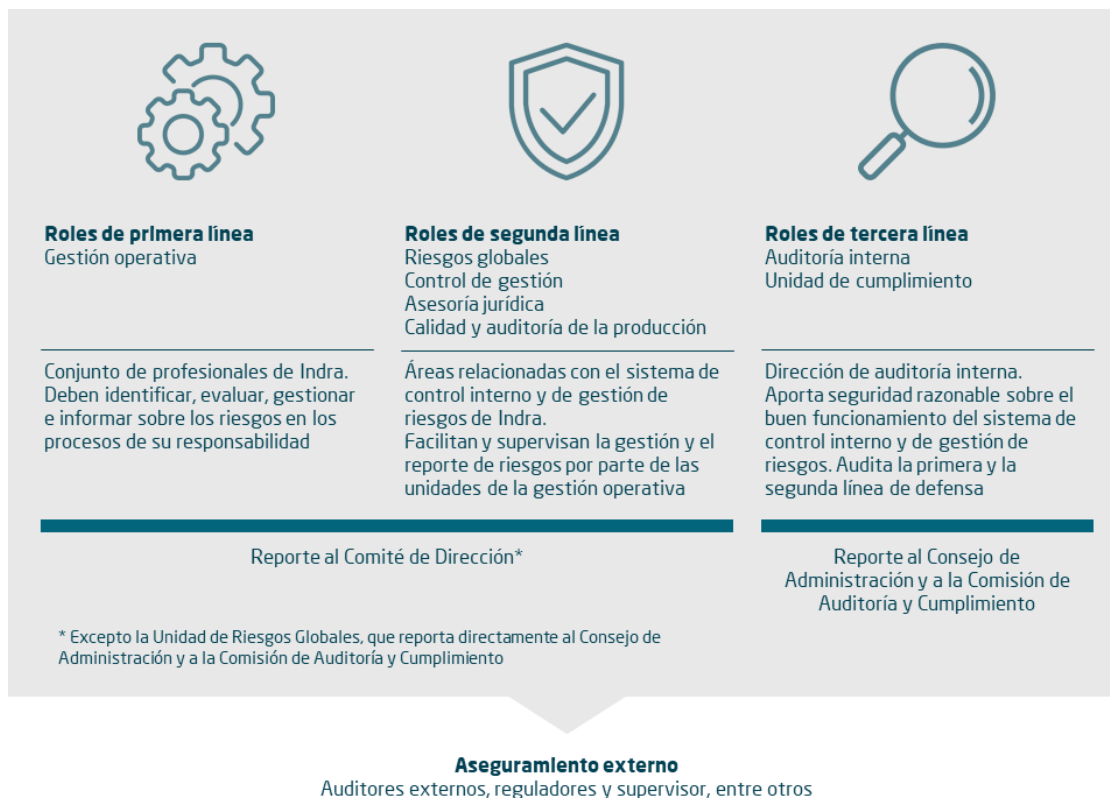 Roles de primera línea
Gestión operativa
Roles de segunda línea
Riesgos globales
Control de gestión
Asesoría jurídica
Calidad y auditoría de la producción
Roles de tercera línea
Auditoría interna
Unidad de cumplimiento
Conjunto de profesionales de Indra.
Deben identificar, evaluar, gestionar
e informar sobre los riesgos en los
procesos de su responsabilidad
Áreas relacionadas con el sistema de
control interno y de gestión de
riesgos de Indra.
Facilitan y supervisan la gestión y el
reporte de riesgos por parte de las
unidades de la gestión operativa
Dirección de auditoría interna.
Aporta seguridad razonable sobre el
buen funcionamiento del sistema de
control interno y de gestión de
riesgos. Audita la primera y la
segunda línea de defensa
Reporte al Comité de Dirección*
Reporte al Consejo de
Administración y a la Comisión de
Auditoría y Cumplimiento
* Excepto la Unidad de Riesgos Globales, que reporta directamente al Consejo de
Administración y a la Comisión de Auditoría y Cumplimiento
Aseguramiento externo
Auditores externos, reguladores y supervisor, entre otros